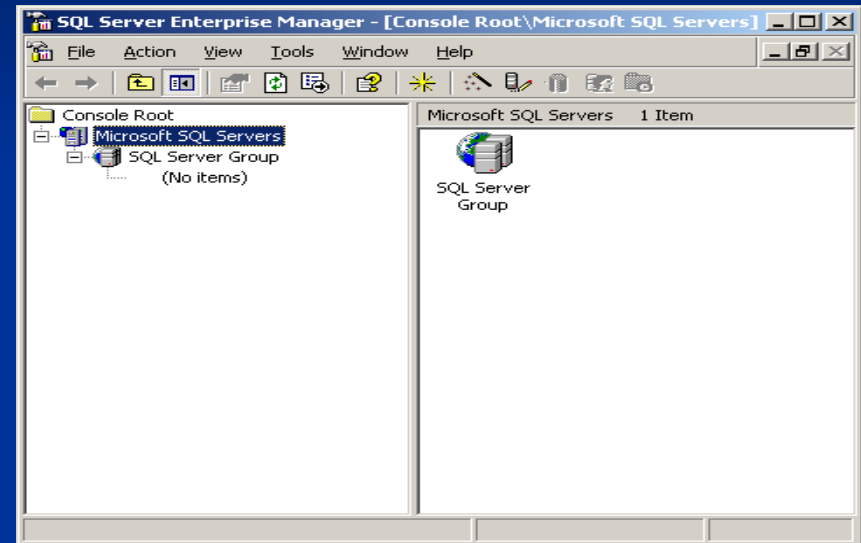 SQL Server Enterprise Manager - [Console Root\Microsoft SQL Servers]
File Action View Tools Window Help
Console Root
Microsoft SQL Servers
SQL Server Group
(No items)
Microsoft SQL Servers 1 Item
SQL Server
Group